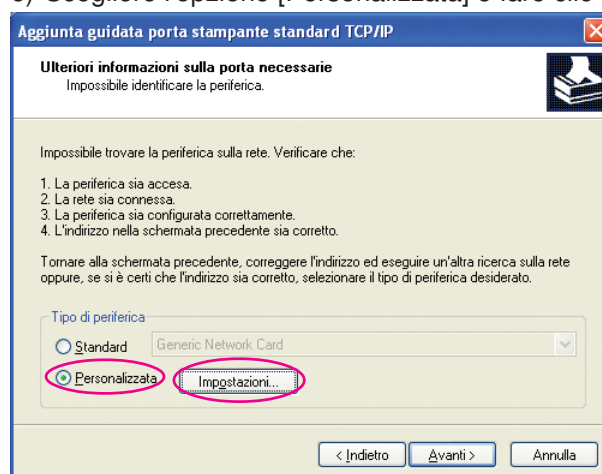 Aggiunta guidata porta stampante standard TCP/IP
Ulteriori informazioni sulla porta necessarie
Impossibile identificare la periferica.
Impossibile trovare la periferica sulla rete. Verificare che:
1. La periferica sia accesa.
2. La rete sia connessa.
3. La periferica sia configurata correttamente.
4. L'indirizzo nella schermata precedente sia corretto.
Tornare alla schermata precedente, correggere l'indirizzo ed eseguire un'altra ricerca sulla rete
oppure, se si è certi che l'indirizzo sia corretto, selezionare il tipo di periferica desiderato.
Tipo di periferica
Standard Generic Network Card
Personalizzata Impostazioni...
< Indietro Avanti > Annulla